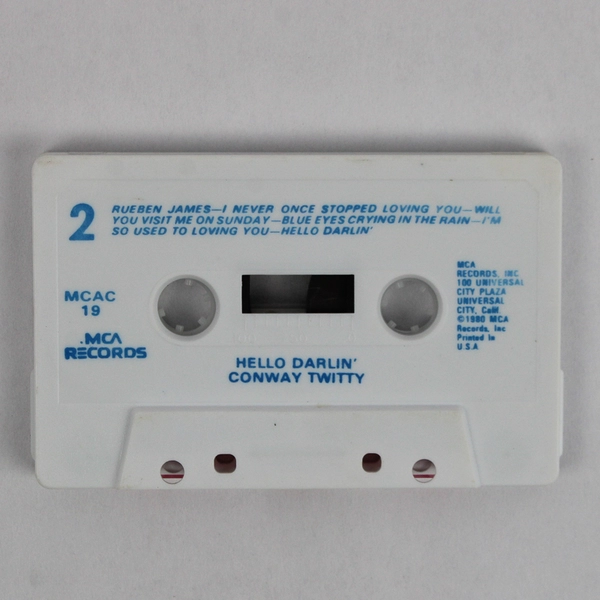 2
RUEBEN JAMES—I NEVER ONCE STOPPED LOVING YOU—WILL
YOU VISIT ME ON SUNDAY—BLUE EYES CRYING IN THE RAIN—I'M
SO USED TO LOVING YOU—HELLO DARLIN'
MCAC
19
MCA
RECORDS
MCA
RECORDS, INC
100 UNIVERSAL
CITY PLAZA
UNIVERSAL
CITY, Calif.
©1980 MCA
Records, Inc
Printed in
U.S.A
HELLO DARLIN'
CONWAY TWITTY